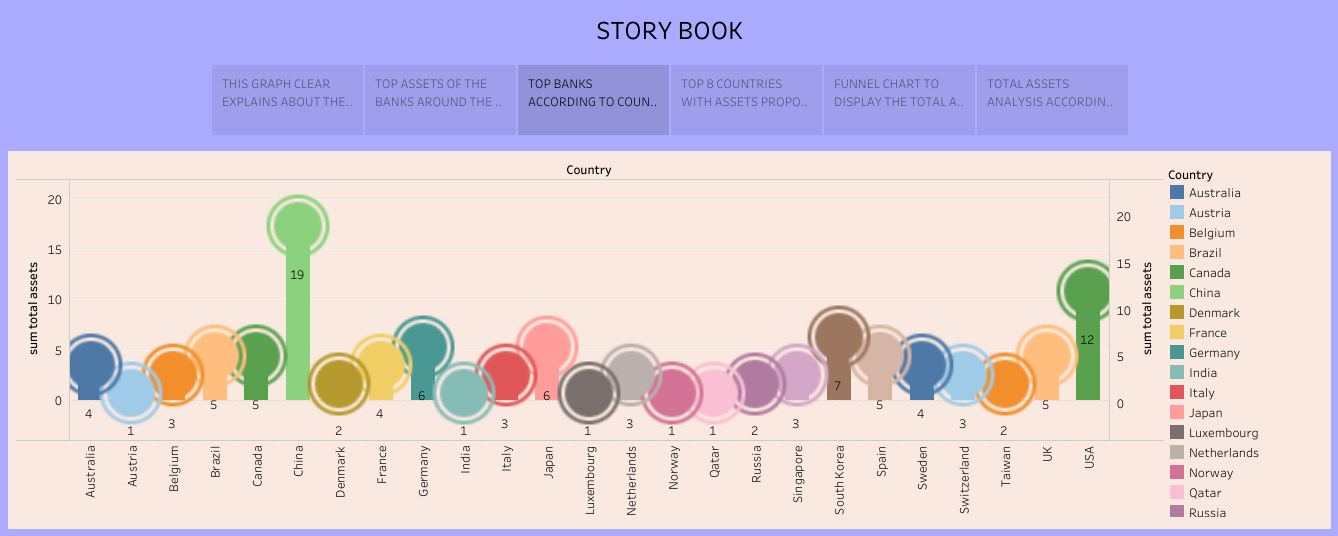 STORY BOOK
THIS GRAPH CLEAR
EXPLAINS ABOUT THE..
TOP ASSETS OF THE
BANKS AROUND THE ..
TOP BANKS
ACCORDING TO COUN..
TOP 8 COUNTRIES
WITH ASSETS PROPO..
FUNNEL CHART TO
DISPLAY THE TOTAL A..
TOTAL ASSETS
ANALYSIS ACCORDIN..
Country
sum total assets
20
15
10
5
0
4
1
3
5
5
19
2
4
6
1
3
6
1
3
1
1
2
3
7
5
4
3
2
5
12
Australia
Austria
Belgium
Brazil
Canada
China
Denmark
France
Germany
India
Italy
Japan
Luxembourg
Netherlands
Norway
Qatar
Russia
Singapore
South Korea
Spain
Sweden
Switzerland
Taiwan
UK
USA
20
15
10
5
0
sum total assets
Country
Australia
Austria
Belgium
Brazil
Canada
China
Denmark
France
Germany
India
Italy
Japan
Luxembourg
Netherlands
Norway
Qatar
Russia